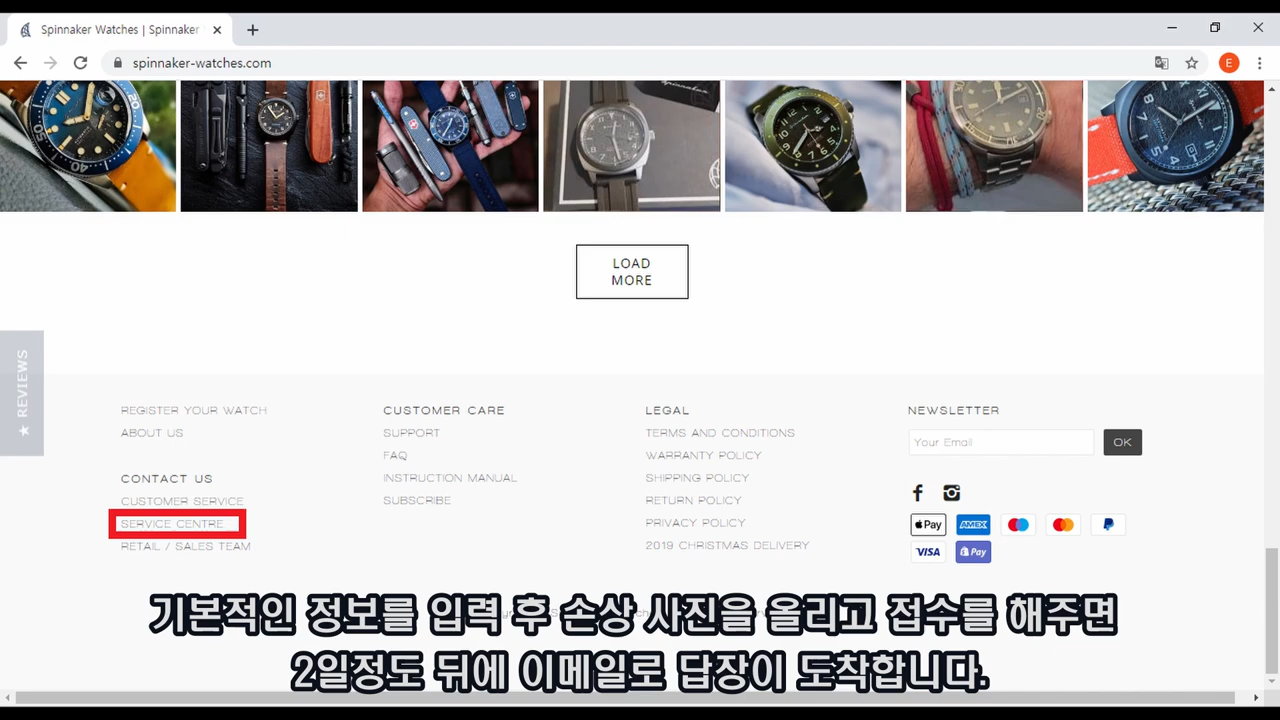 Spinnaker Watches | Spinnaker
spinnaker-watches.com
E
LOAD
MORE
★ REVIEWS
REGISTER YOUR WATCH
ABOUT US
CONTACT US
CUSTOMER SERVICE
SERVICE CENTRE
RETAIL / SALES TEAM
CUSTOMER CARE
SUPPORT
FAQ
INSTRUCTION MANUAL
SUBSCRIBE
LEGAL
TERMS AND CONDITIONS
WARRANTY POLICY
SHIPPING POLICY
RETURN POLICY
PRIVACY POLICY
2019 CHRISTMAS DELIVERY
NEWSLETTER
Your Email
OK
Pay
AMEX
VISA
Pay
기본적인 정보를 입력 후 손상 사진을 올리고 접수를 해주면
2일정도 뒤에 이메일로 답장이 도착합니다.